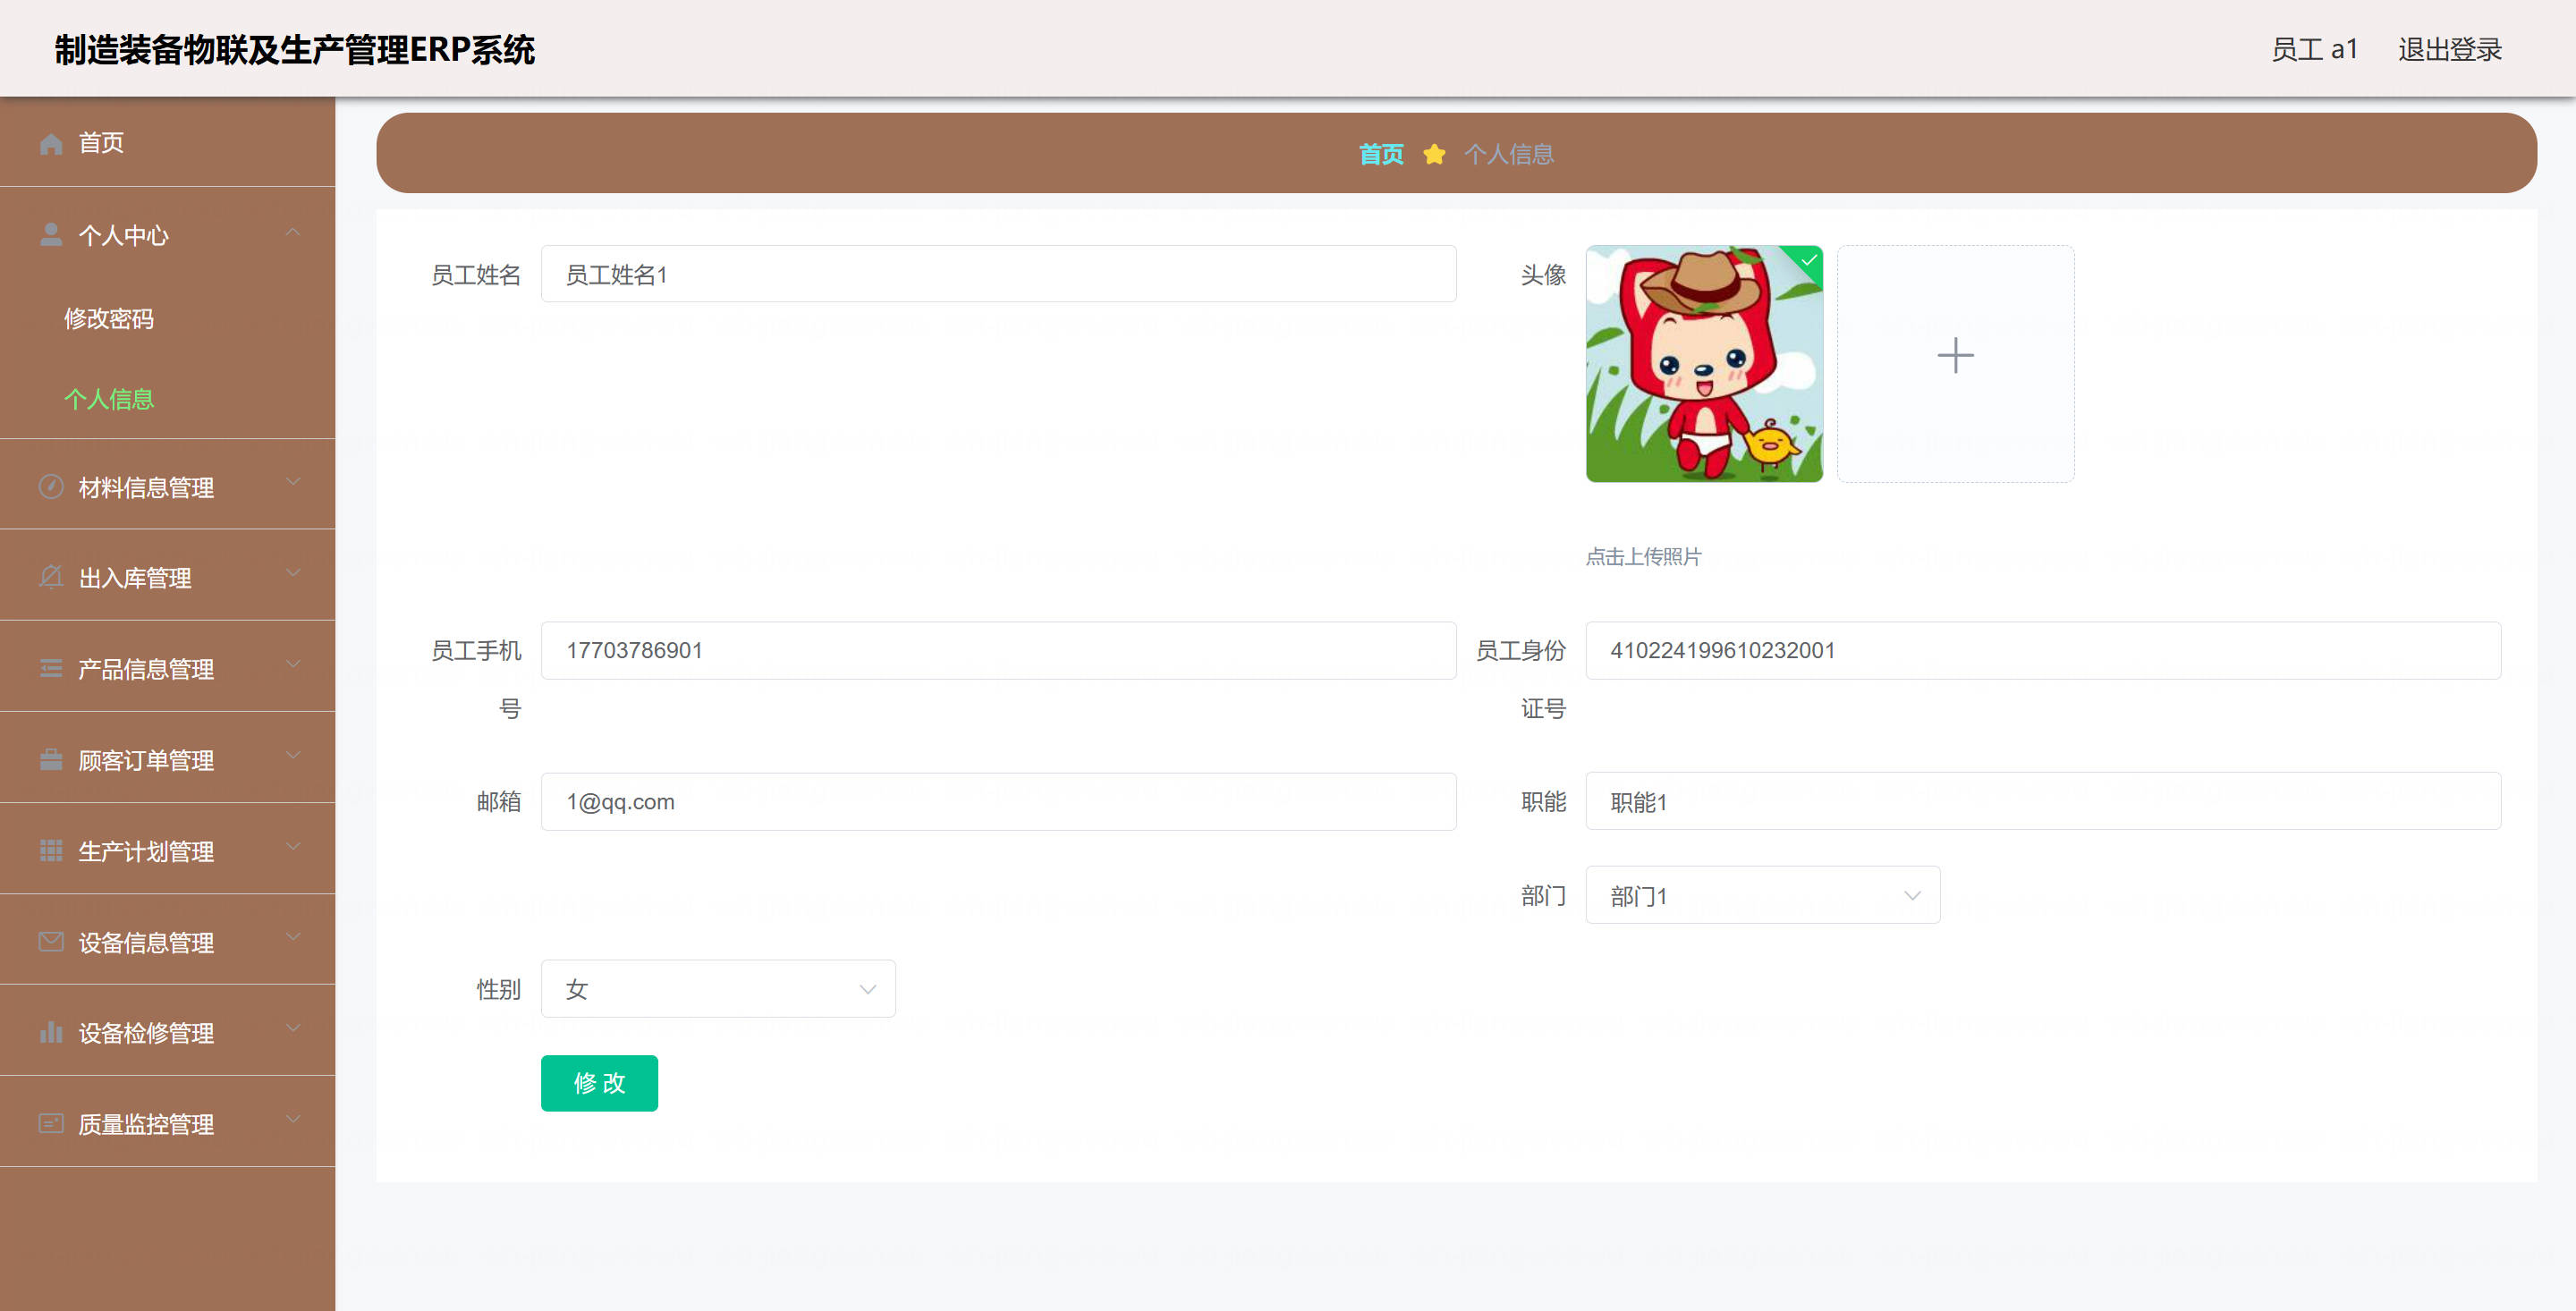 制造装备物联及生产管理ERP系统
员工 a1 退出登录
首页
个人中心
修改密码
个人信息
材料信息管理
出入库管理
产品信息管理
顾客订单管理
生产计划管理
设备信息管理
设备检修管理
质量监控管理
首页 个人信息
员工姓名 员工姓名1
头像
点击上传照片
员工手机号 17703786901
员工身份证号 410224199610232001
邮箱 1@qq.com
职能 职能1
部门 部门1
性别 女
修 改